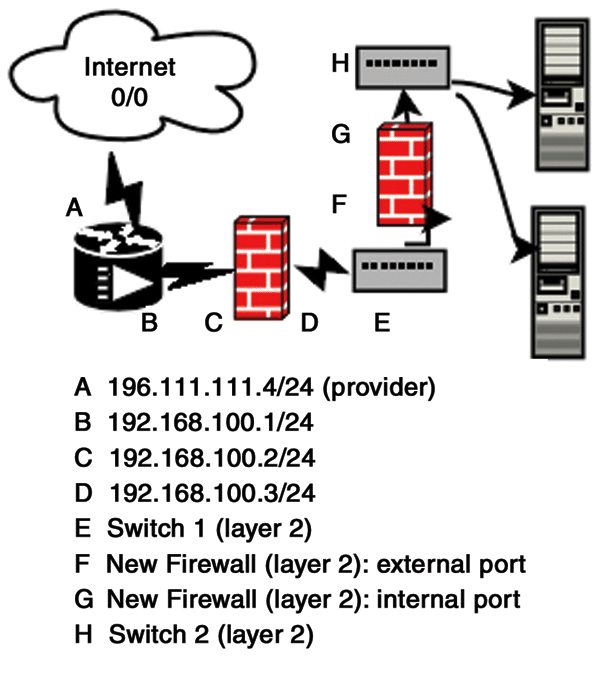 Internet
0/0
H
G
A
F
B
C
D
E
A 196.111.111.4/24 (provider)
B 192.168.100.1/24
C 192.168.100.2/24
D 192.168.100.3/24
E Switch 1 (layer 2)
F New Firewall (layer 2): external port
G New Firewall (layer 2): internal port
H Switch 2 (layer 2)